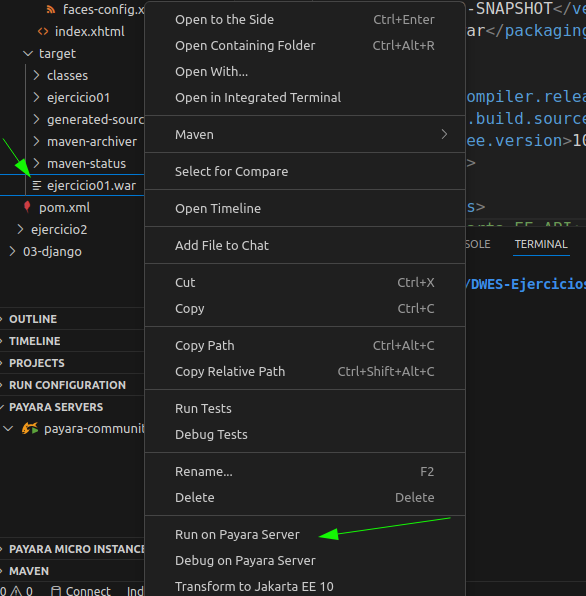 faces-config.x
index.xhtml
target
classes
ejercicio01
generated-sourc
maven-archiver
maven-status
ejercicio01.war
pom.xml
ejercicio2
03-django
OUTLINE
TIMELINE
PROJECTS
RUN CONFIGURATION
PAYARA SERVERS
payara-communit
PAYARA MICRO INSTANCE
MAVEN
0 0 Connect Ind
Open to the Side Ctrl+Enter
Open Containing Folder Ctrl+Alt+R
Open With...
Open in Integrated Terminal
Maven
Select for Compare
Open Timeline
Add File to Chat
Cut Ctrl+X
Copy Ctrl+C
Copy Path Ctrl+Alt+C
Copy Relative Path Ctrl+Shift+Alt+C
Run Tests
Debug Tests
Rename... F2
Delete Delete
Run on Payara Server
Debug on Payara Server
Transform to Jakarta EE 10
-SNAPSHOT</ve
ar</packaging
ompiler.relea
.build.source
ee.version>10
>
s>
SOLE TERMINAL
/DWES-Ejercicios